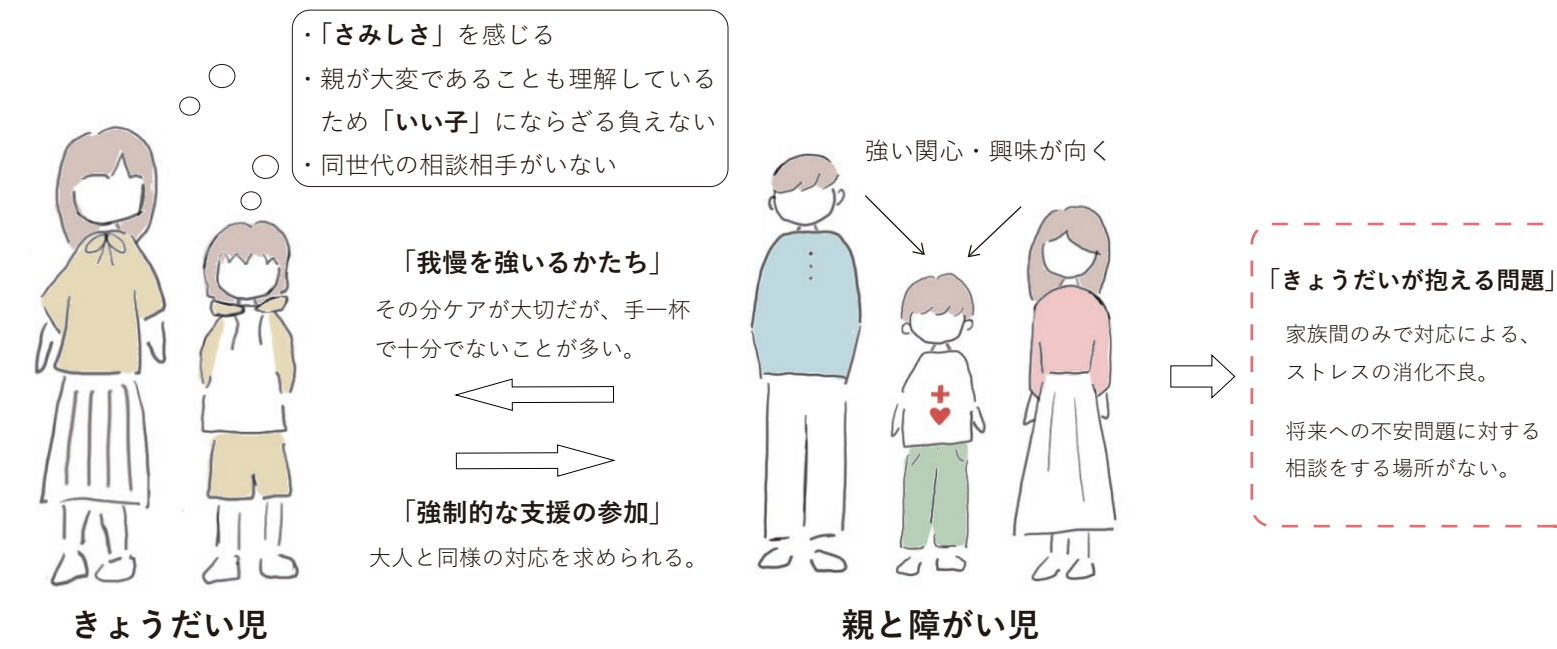 ・「さみしさ」を感じる
・親が大変であることも理解している
ため「いい子」にならざる負えない
・同世代の相談相手がいない
強い関心・興味が向く
「我慢を強いるかたち」
その分ケアが大切だが、手一杯
で十分でないことが多い。
「強制的な支援の参加」
大人と同様の対応を求められる。
「きょうだいが抱える問題」
家族間のみで対応による、
ストレスの消化不良。
将来への不安問題に対する
相談をする場所がない。
きょうだい児
親と障がい児